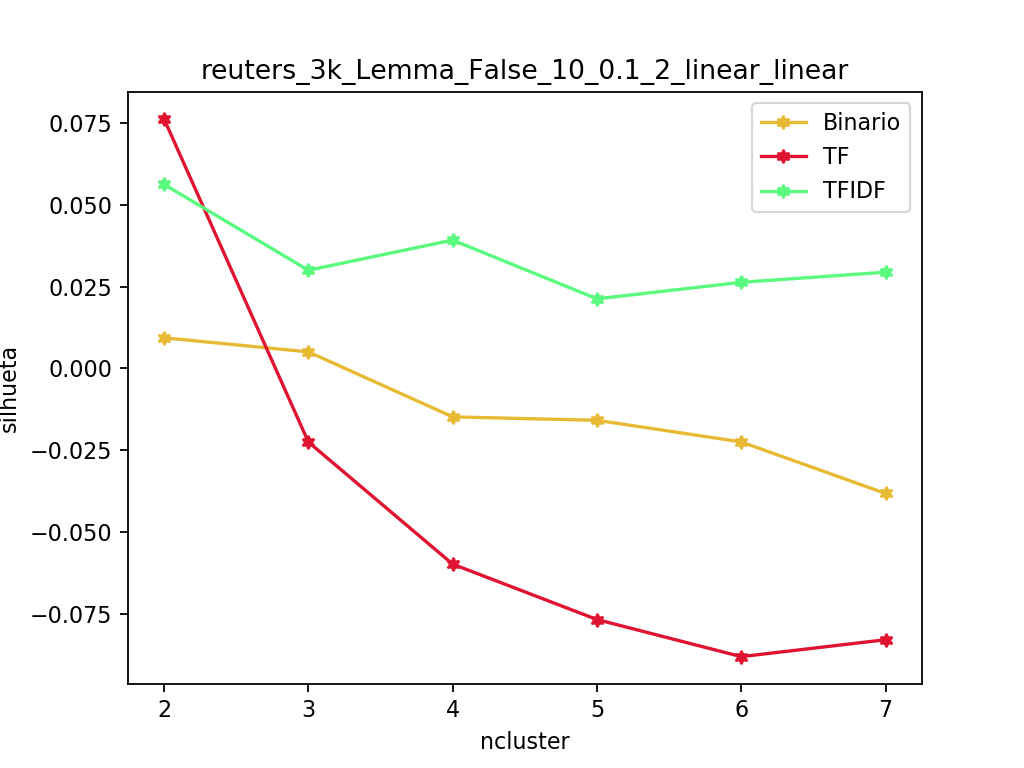 reuters_3k_Lemma_False_10_0.1_2_linear_linear
Binario
TF
TFIDF
0.075
0.050
0.025
0.000
−0.025
−0.050
−0.075
silhueta
2 3 4 5 6 7
ncluster